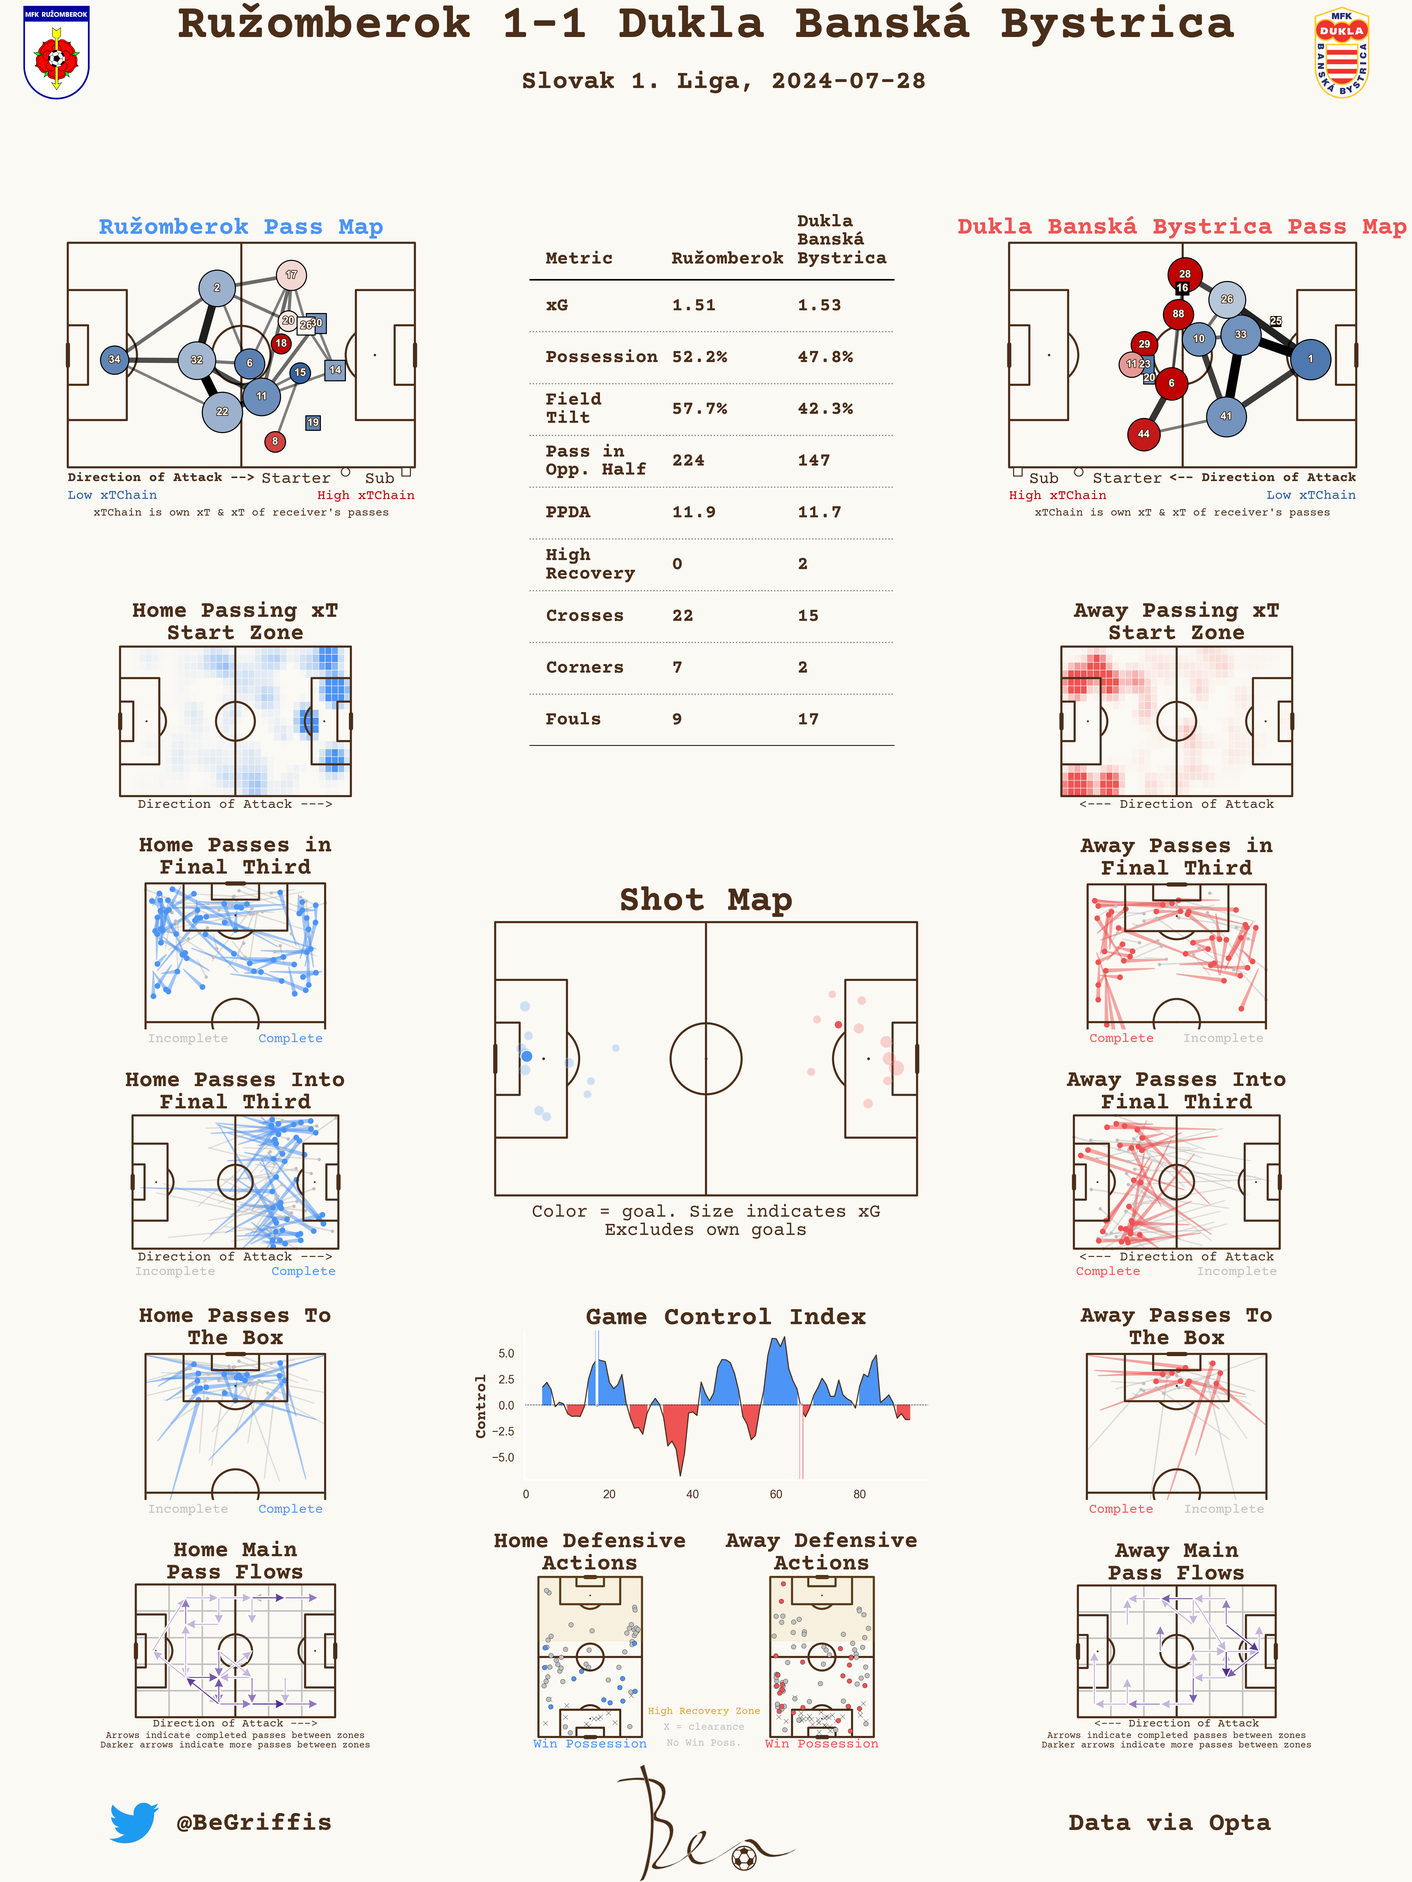 Ružomberok 1-1 Dukla Banská Bystrica
Slovak 1. Liga, 2024-07-28
MFK RUŽOMBEROK
MFK
DUKLA
BANSKÁ BYSTRICA
Ružomberok Pass Map
2
17
20
26
30
18
34
32
6
15
14
11
22
19
8
Direction of Attack --> Starter Sub
Low xTChain High xTChain
xTChain is own xT & xT of receiver's passes
Metric Ružomberok Dukla Banská Bystrica
xG 1.51 1.53
Possession 52.2% 47.8%
Field Tilt 57.7% 42.3%
Pass in Opp. Half 224 147
PPDA 11.9 11.7
High Recovery 0 2
Crosses 22 15
Corners 7 2
Fouls 9 17
Dukla Banská Bystrica Pass Map
28
16
26
88
25
33
10
29
11
23
1
20
6
41
44
Sub Starter <-- Direction of Attack
High xTChain Low xTChain
xTChain is own xT & xT of receiver's passes
Home Passing xT
Start Zone
Direction of Attack --->
Away Passing xT
Start Zone
<--- Direction of Attack
Home Passes in
Final Third
Incomplete Complete
Away Passes in
Final Third
Complete Incomplete
Shot Map
Color = goal. Size indicates xG
Excludes own goals
Home Passes Into
Final Third
Direction of Attack --->
Incomplete Complete
Away Passes Into
Final Third
<--- Direction of Attack
Complete Incomplete
Home Passes To
The Box
Incomplete Complete
Game Control Index
Control
5.0
2.5
0.0
−2.5
−5.0
0 20 40 60 80
Away Passes To
The Box
Complete Incomplete
Home Main
Pass Flows
Direction of Attack --->
Arrows indicate completed passes between zones
Darker arrows indicate more passes between zones
Home Defensive
Actions
Win Possession
High Recovery Zone
X = clearance
No Win Poss.
Away Defensive
Actions
Win Possession
Away Main
Pass Flows
<--- Direction of Attack
Arrows indicate completed passes between zones
Darker arrows indicate more passes between zones
@BeGriffis
Ben
Data via Opta